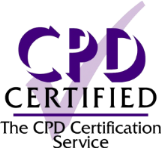 CPD
CERTIFIED
The CPD Certification
Service